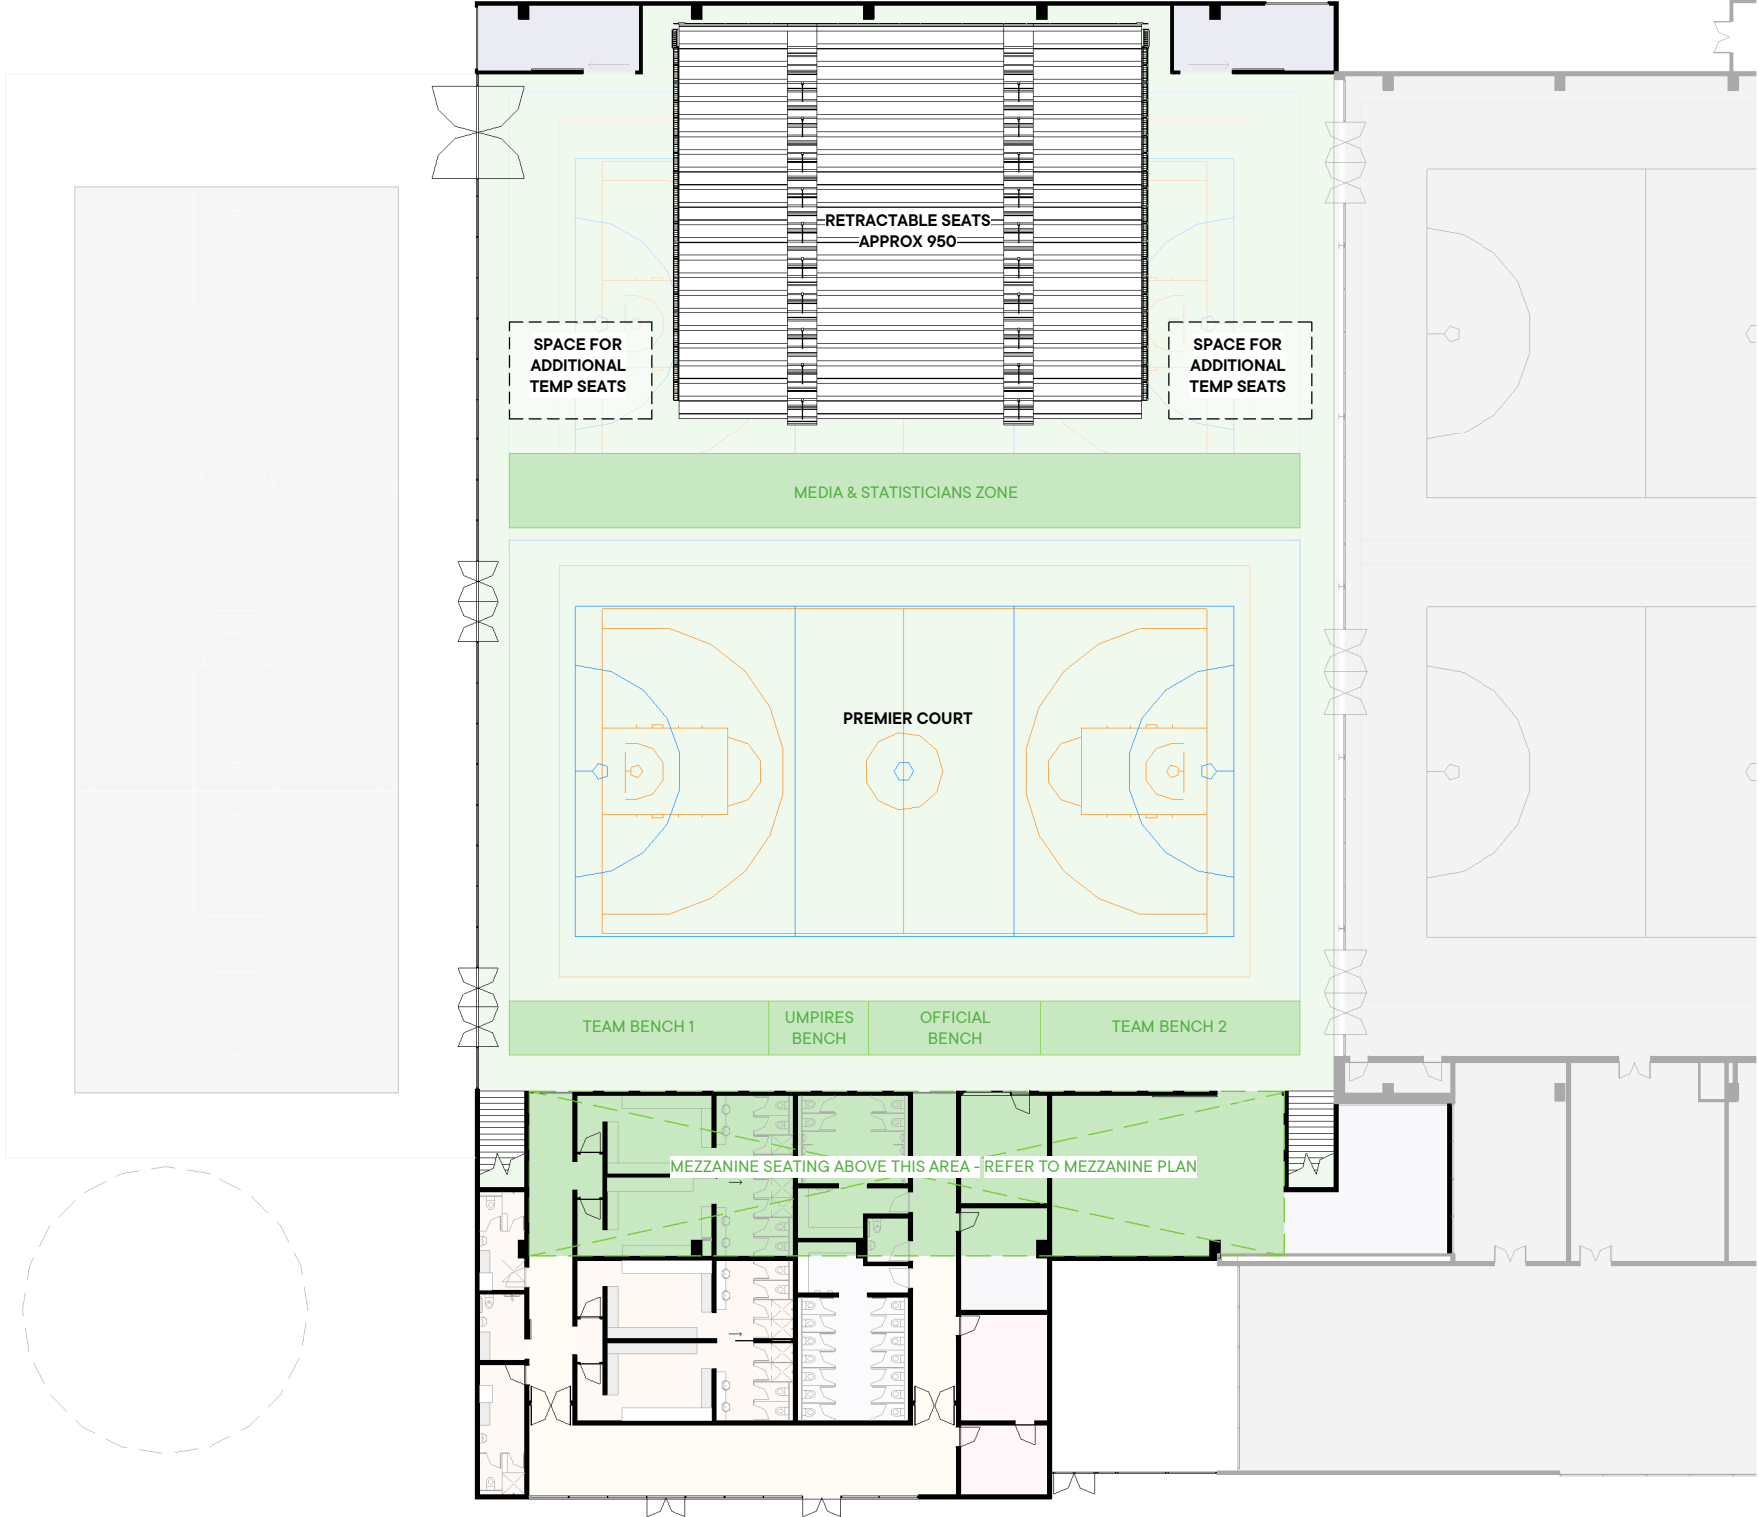 RETRACTABLE SEATS
APPROX 950
SPACE FOR
ADDITIONAL
TEMP SEATS
SPACE FOR
ADDITIONAL
TEMP SEATS
MEDIA & STATISTICIANS ZONE
PREMIER COURT
TEAM BENCH 1
UMPIRES
BENCH
OFFICIAL
BENCH
TEAM BENCH 2
MEZZANINE SEATING ABOVE THIS AREA - REFER TO MEZZANINE PLAN